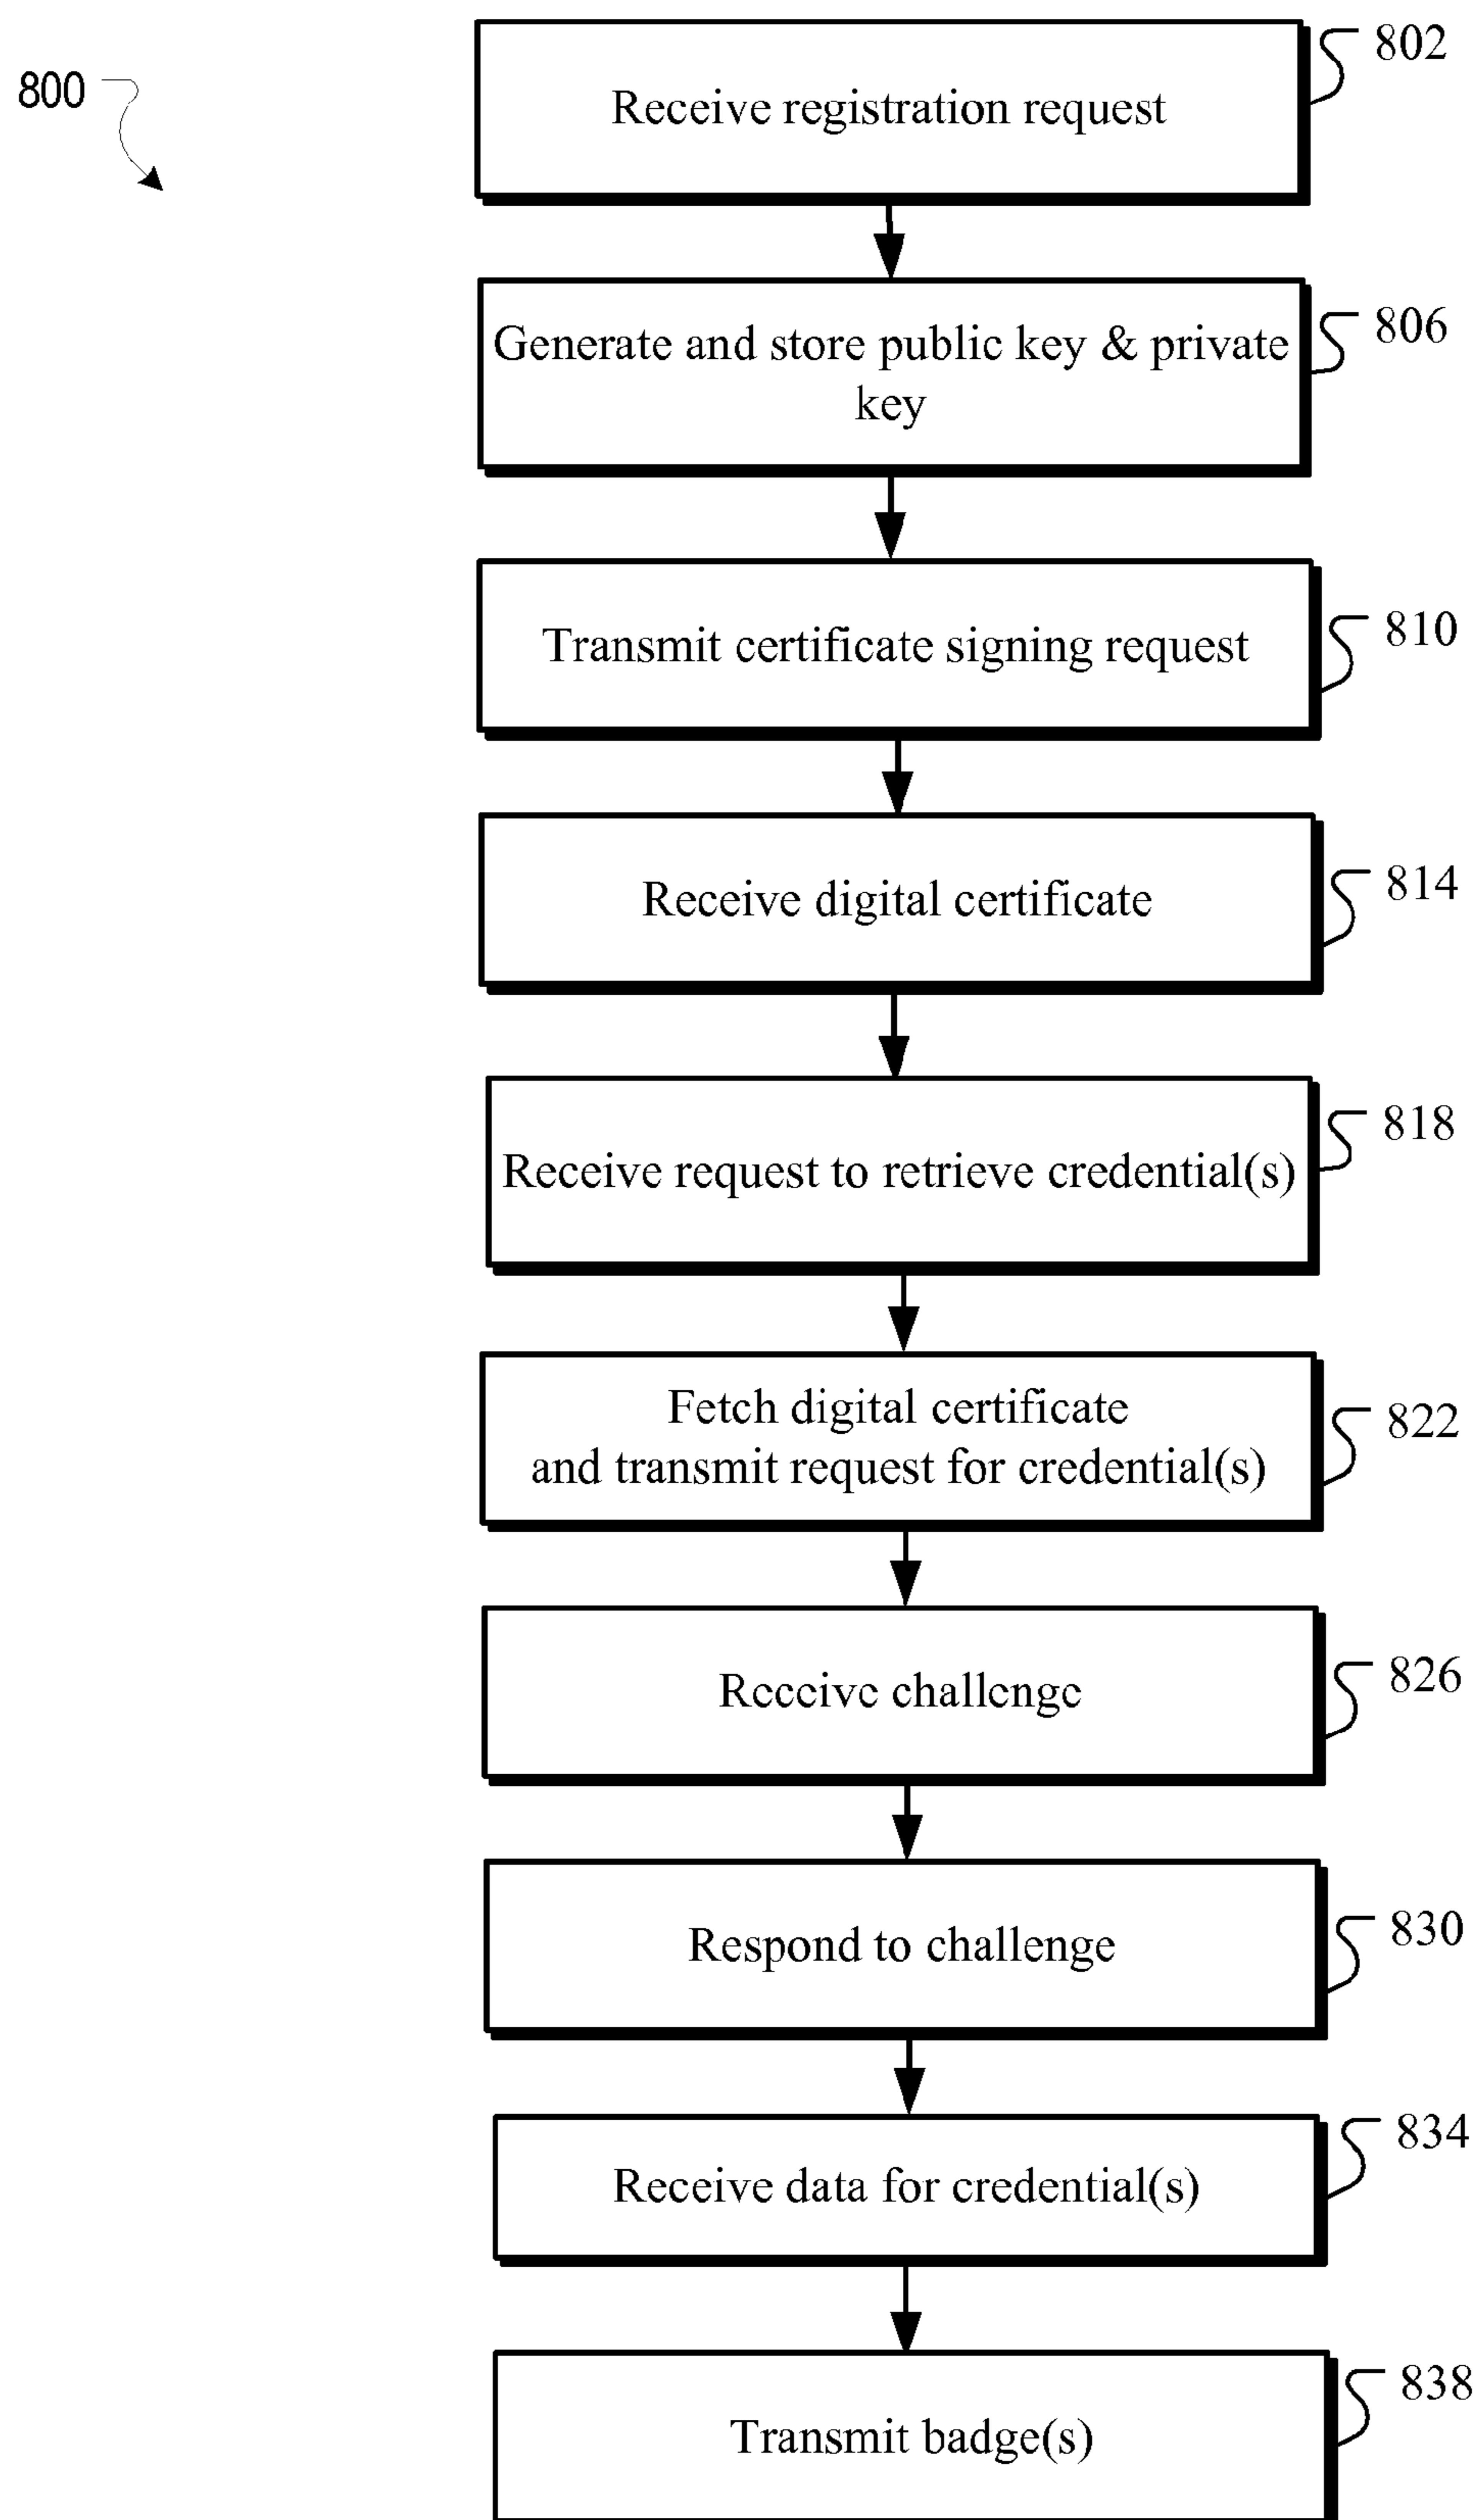 800
Receive registration request
802
Generate and store public key & private
key
806
Transmit certificate signing request
810
Receive digital certificate
814
Receive request to retrieve credential(s)
818
Fetch digital certificate
and transmit request for credential(s)
822
Receive challenge
826
Respond to challenge
830
Receive data for credential(s)
834
Transmit badge(s)
838